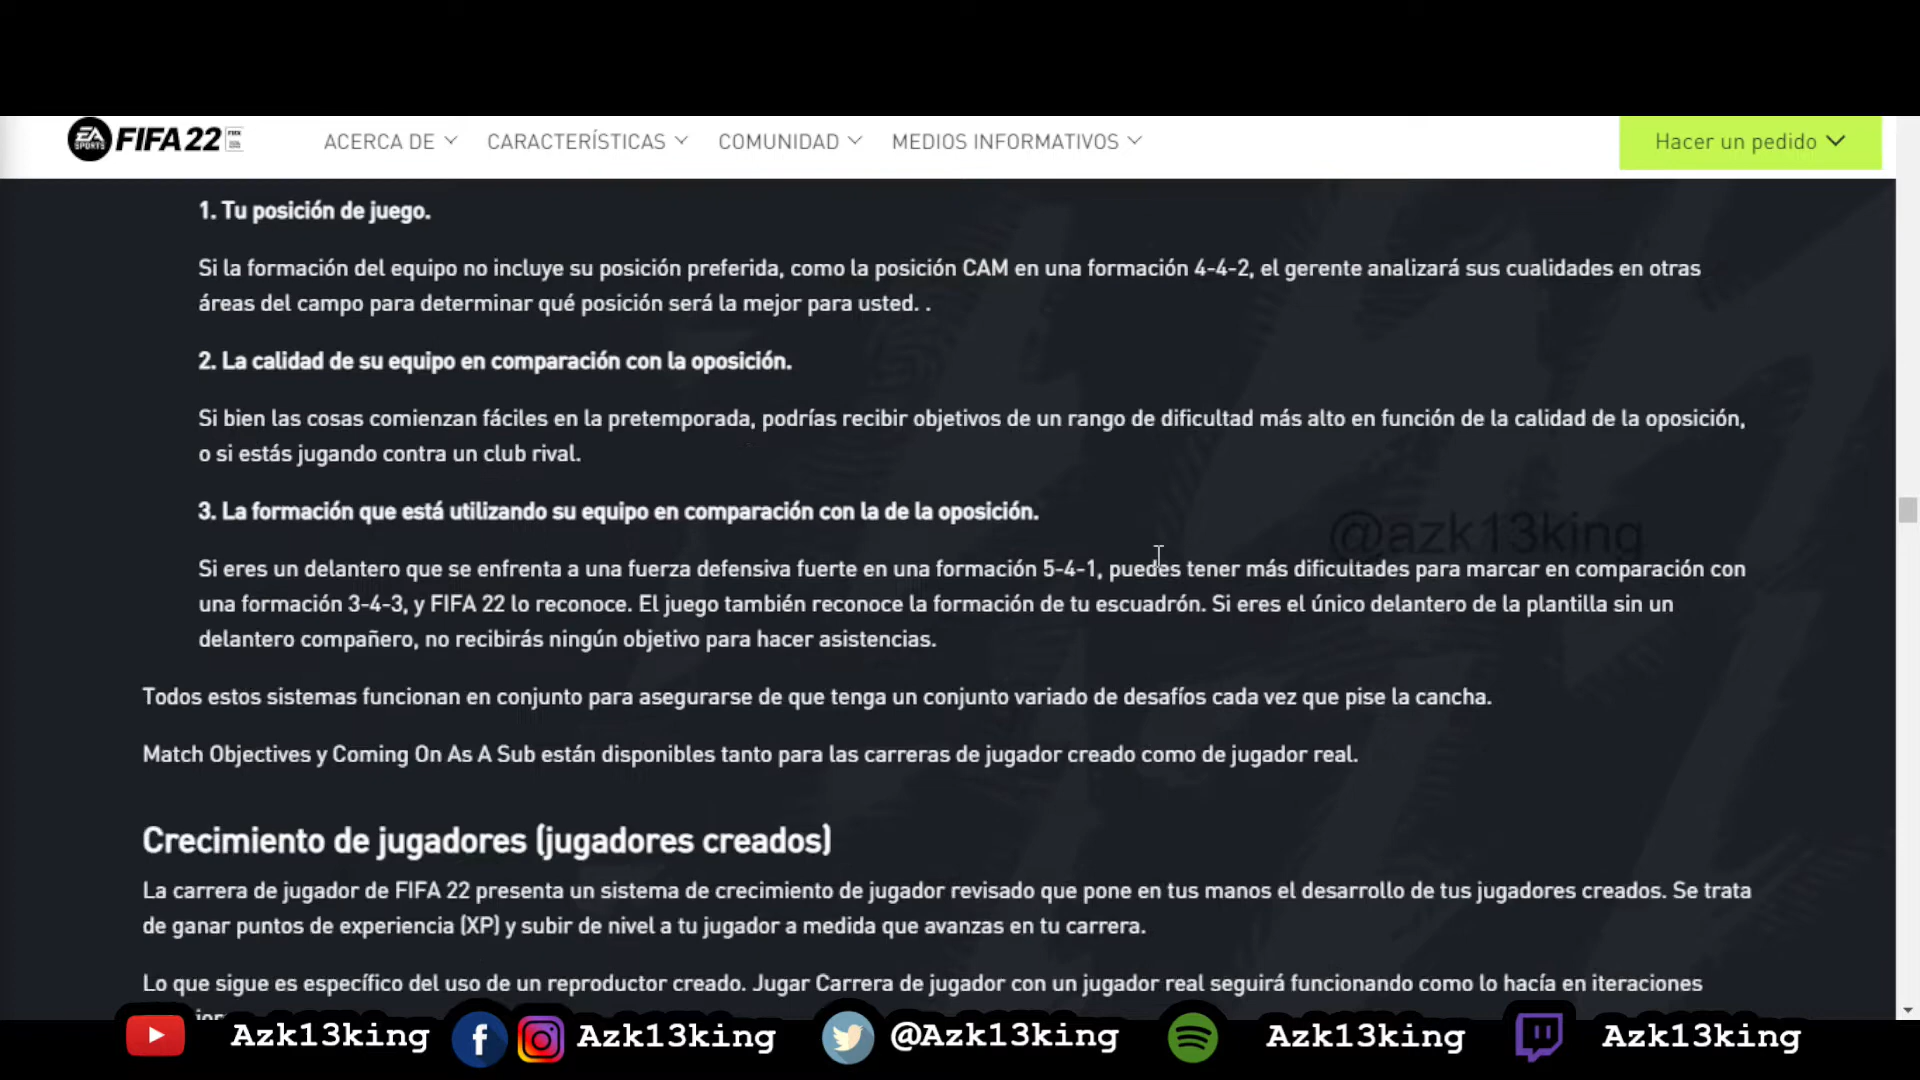 EA SPORTS FIFA 22
ACERCA DE CARACTERÍSTICAS COMUNIDAD MEDIOS INFORMATIVOS Hacer un pedido
1. Tu posición de juego.
Si la formación del equipo no incluye su posición preferida, como la posición CAM en una formación 4-4-2, el gerente analizará sus cualidades en otras
áreas del campo para determinar qué posición será la mejor para usted. .
2. La calidad de su equipo en comparación con la oposición.
Si bien las cosas comienzan fáciles en la pretemporada, podrías recibir objetivos de un rango de dificultad más alto en función de la calidad de la oposición,
o si estás jugando contra un club rival.
3. La formación que está utilizando su equipo en comparación con la de la oposición.
@azk13king
Si eres un delantero que se enfrenta a una fuerza defensiva fuerte en una formación 5-4-1, puedes tener más dificultades para marcar en comparación con
una formación 3-4-3, y FIFA 22 lo reconoce. El juego también reconoce la formación de tu escuadrón. Si eres el único delantero de la plantilla sin un
delantero compañero, no recibirás ningún objetivo para hacer asistencias.
Todos estos sistemas funcionan en conjunto para asegurarse de que tenga un conjunto variado de desafíos cada vez que pise la cancha.
Match Objectives y Coming On As A Sub están disponibles tanto para las carreras de jugador creado como de jugador real.
Crecimiento de jugadores (jugadores creados)
La carrera de jugador de FIFA 22 presenta un sistema de crecimiento de jugador revisado que pone en tus manos el desarrollo de tus jugadores creados. Se trata
de ganar puntos de experiencia (XP) y subir de nivel a tu jugador a medida que avanzas en tu carrera.
Lo que sigue es específico del uso de un reproductor creado. Jugar Carrera de jugador con un jugador real seguirá funcionando como lo hacía en iteraciones
Azk13king Azk13king @Azk13king Azk13king Azk13king